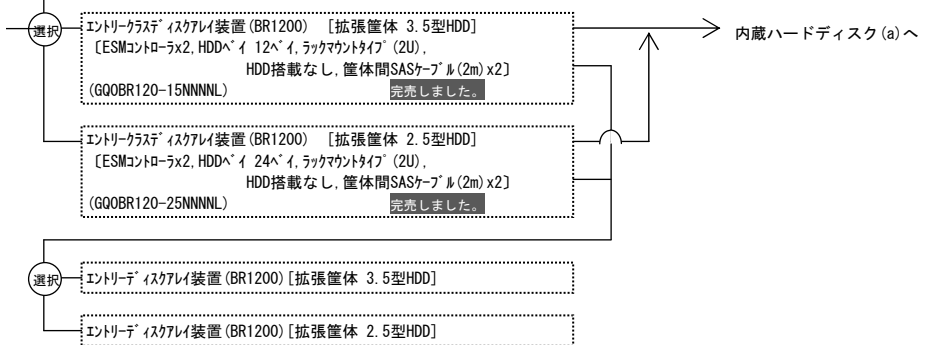 選択
エントリークラスディスクアレイ装置(BR1200) [拡張筐体 3.5型HDD]
〔ESMコントローラx2,HDDベイ 12ベイ,ラックマウントタイプ(2U),
HDD搭載なし,筐体間SASケーブル(2m)x2〕
(GQ0BR120-15NNNNL) 完売しました。
内蔵ハードディスク(a)へ
エントリークラスディスクアレイ装置(BR1200) [拡張筐体 2.5型HDD]
〔ESMコントローラx2,HDDベイ 24ベイ,ラックマウントタイプ(2U),
HDD搭載なし,筐体間SASケーブル(2m)x2〕
(GQ0BR120-25NNNNL) 完売しました。
選択
エントリーディスクアレイ装置(BR1200)[拡張筐体 3.5型HDD]
エントリーディスクアレイ装置(BR1200)[拡張筐体 2.5型HDD]